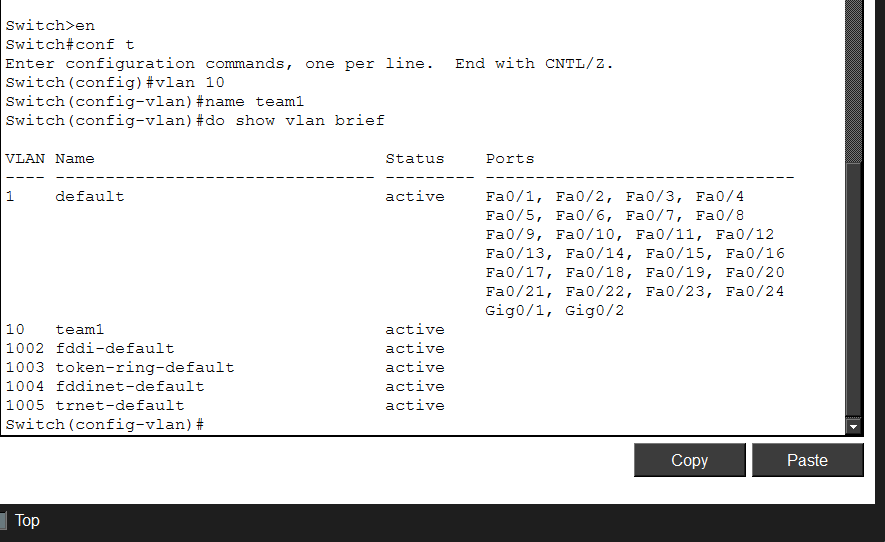 Switch>en
Switch#conf t
Enter configuration commands, one per line.  End with CNTL/Z.
Switch(config)#vlan 10
Switch(config-vlan)#name team1
Switch(config-vlan)#do show vlan brief

VLAN Name                             Status    Ports
---- -------------------------------- --------- -------------------------------
1    default                          active    Fa0/1, Fa0/2, Fa0/3, Fa0/4
                                                Fa0/5, Fa0/6, Fa0/7, Fa0/8
                                                Fa0/9, Fa0/10, Fa0/11, Fa0/12
                                                Fa0/13, Fa0/14, Fa0/15, Fa0/16
                                                Fa0/17, Fa0/18, Fa0/19, Fa0/20
                                                Fa0/21, Fa0/22, Fa0/23, Fa0/24
                                                Gig0/1, Gig0/2
10   team1                            active
1002 fddi-default                     active
1003 token-ring-default               active
1004 fddinet-default                  active
1005 trnet-default                    active
Switch(config-vlan)#
Copy Paste
Top